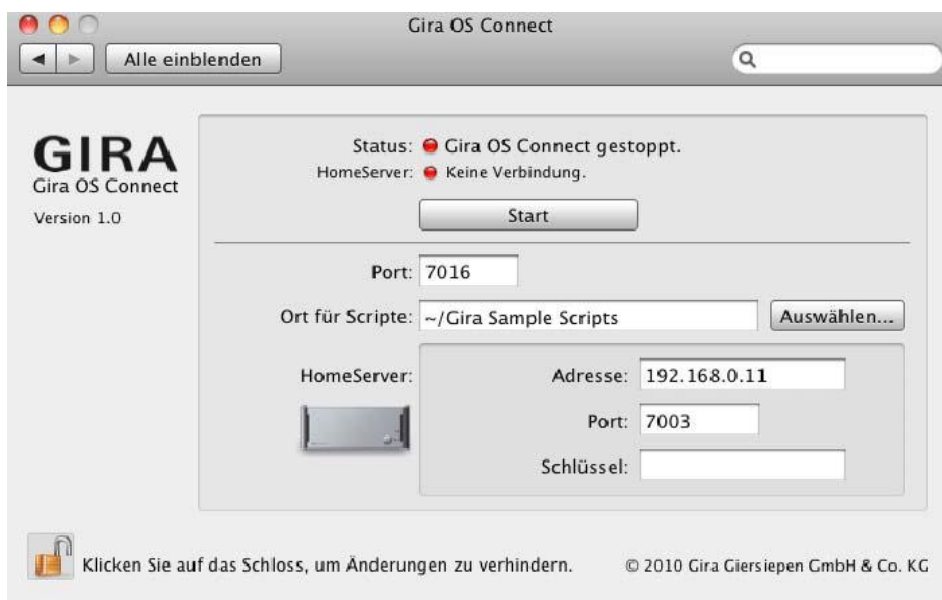 Gira OS Connect
Alle einblenden
GIRA
Gira OS Connect
Version 1.0
Status: Gira OS Connect gestoppt.
HomeServer: Keine Verbindung.
Start
Port: 7016
Ort für Scripte: ~/Gira Sample Scripts Auswählen...
HomeServer: Adresse: 192.168.0.11
Port: 7003
Schlüssel:
Klicken Sie auf das Schloss, um Änderungen zu verhindern. © 2010 Gira Giersiepen GmbH & Co. KG